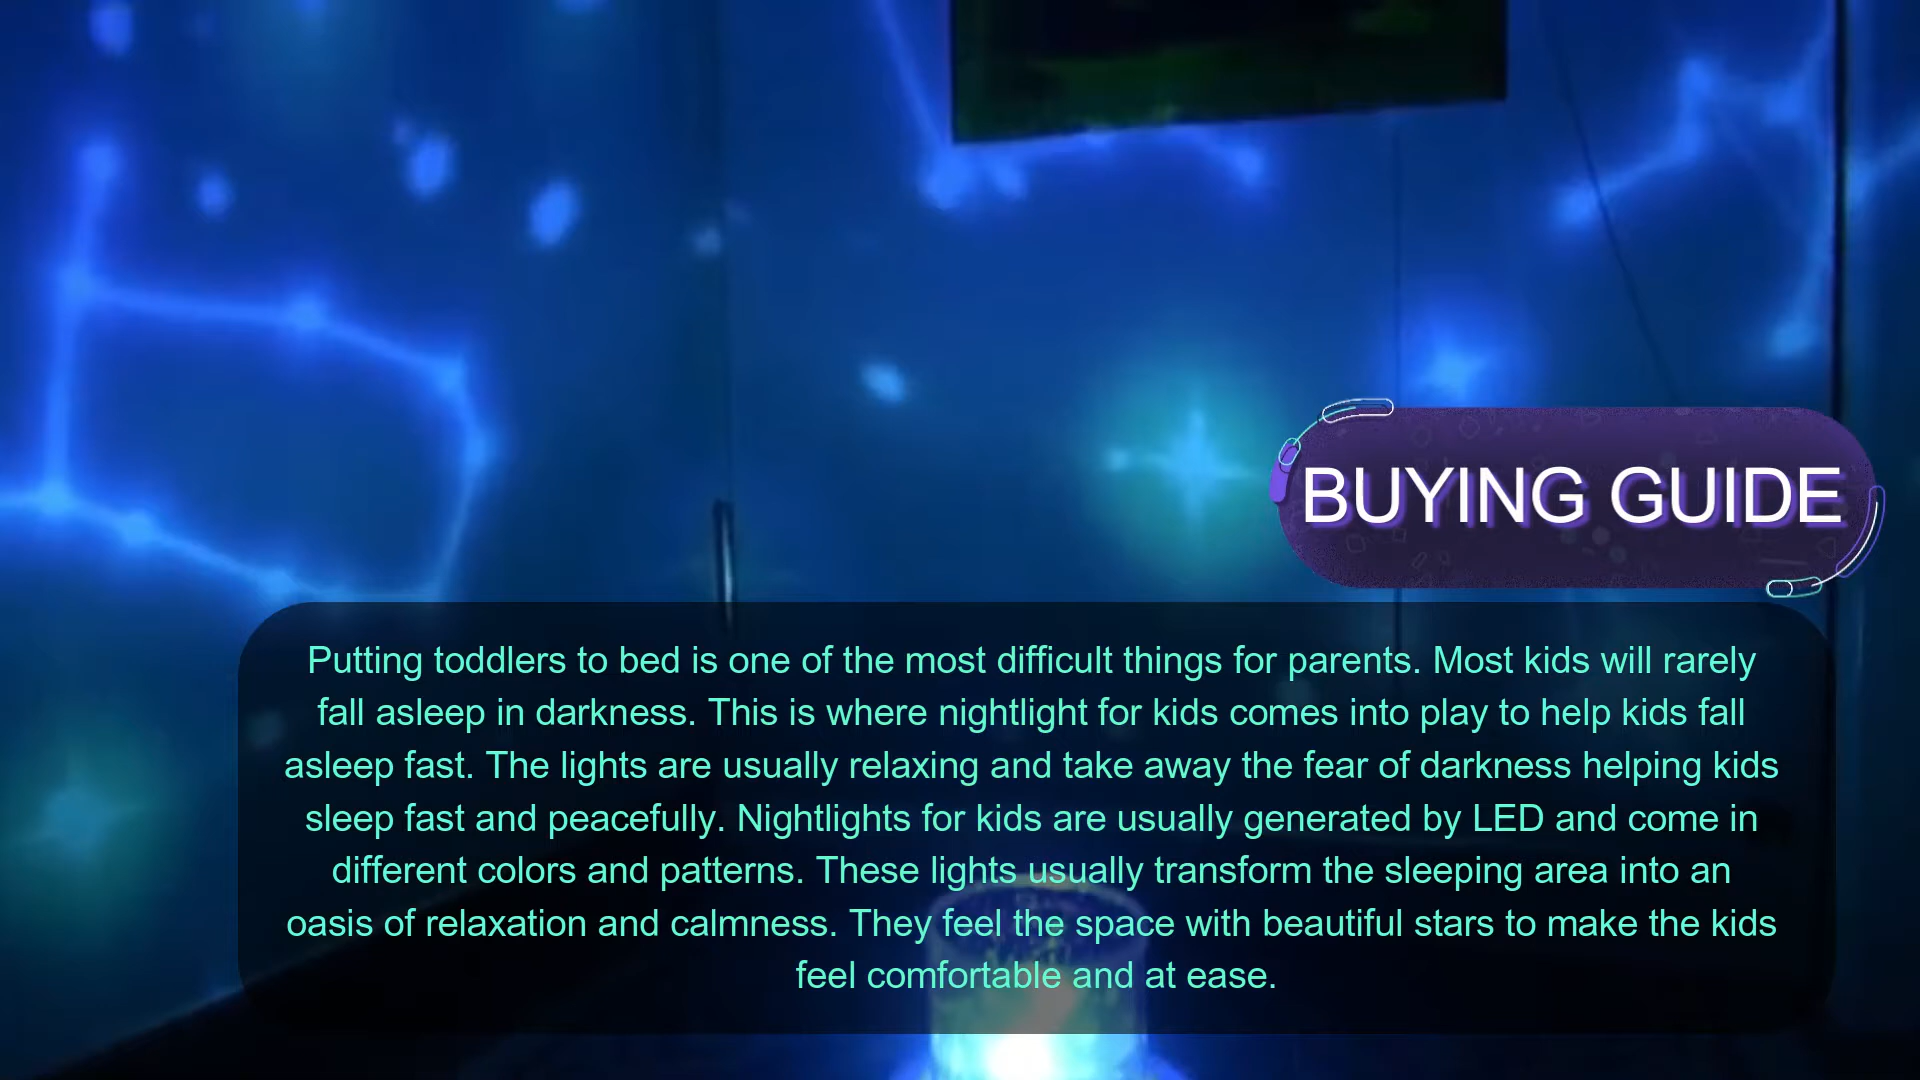 BUYING GUIDE
Putting toddlers to bed is one of the most difficult things for parents. Most kids will rarely
fall asleep in darkness. This is where nightlight for kids comes into play to help kids fall
asleep fast. The lights are usually relaxing and take away the fear of darkness helping kids
sleep fast and peacefully. Nightlights for kids are usually generated by LED and come in
different colors and patterns. These lights usually transform the sleeping area into an
oasis of relaxation and calmness. They feel the space with beautiful stars to make the kids
feel comfortable and at ease.